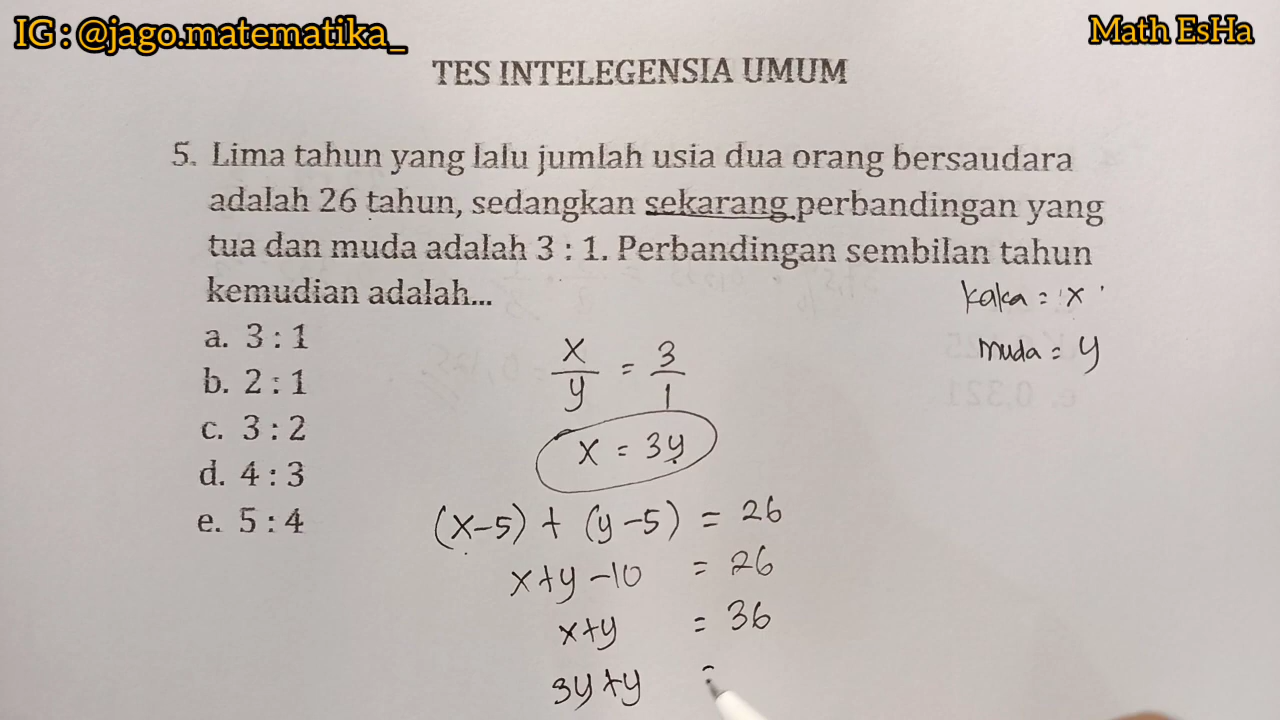 IG : @jago.matematika_
Math EsHa
TES INTELEGENSIA UMUM
5. Lima tahun yang lalu jumlah usia dua orang bersaudara
adalah 26 tahun, sedangkan sekarang perbandingan yang
tua dan muda adalah 3 : 1. Perbandingan sembilan tahun
kemudian adalah...
a. 3 : 1
b. 2 : 1
c. 3 : 2
d. 4 : 3
e. 5 : 4
kaka = x
muda = y
x/y = 3/1
x = 3y
(x-5) + (y-5) = 26
x+y-10 = 26
x+y = 36
3y+y